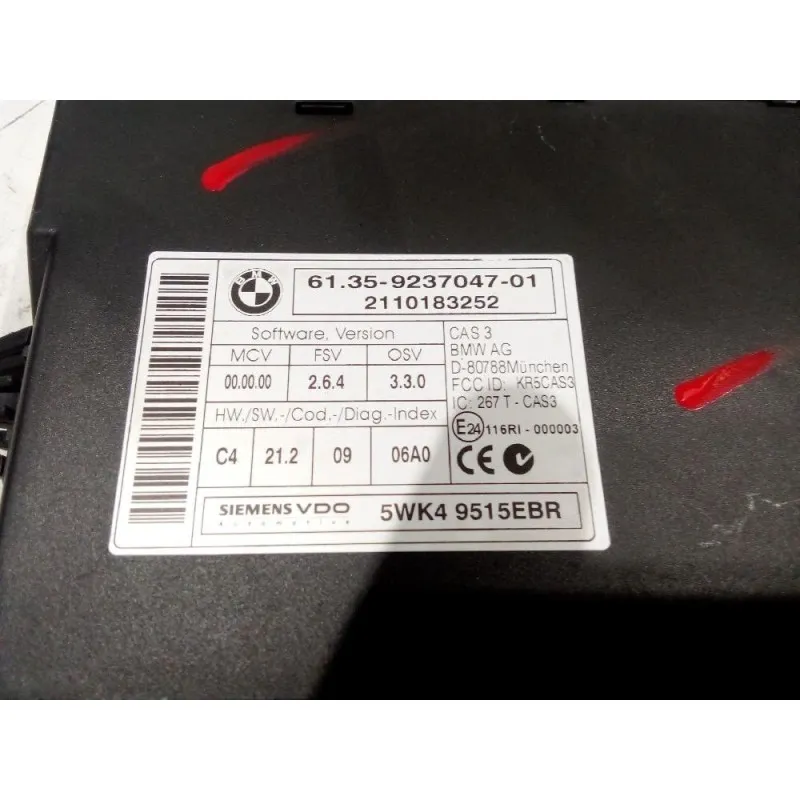 BMW
61.35-9237047-01
2110183252
Software, Version
MCV FSV OSV
00.00.00 2.6.4 3.3.0
HW./SW.-/Cod.-/Diag.-Index
C4 21.2 09 06A0
CAS 3
BMW AG
D-80788München
FCC ID: KR5CAS3
IC: 267 T - CAS3
E24 116RI - 000003
CE
SIEMENS VDO
Automotive
5WK4 9515EBR